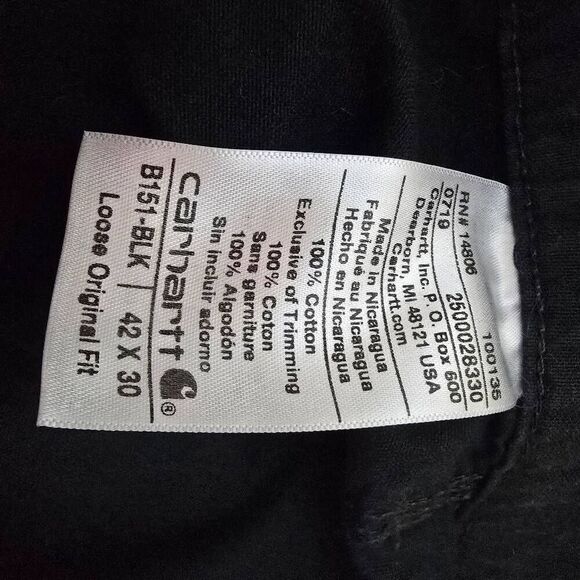 carhartt®
B151-BLK | 42 X 30
Loose Original Fit
100% Cotton
Exclusive of Trimming
100% Coton
Sans garniture
100% Algodón
Sin incluir adorno
Made in Nicaragua
Fabriqué au Nicaragua
Hecho en Nicaragua
Carhartt, Inc. P. O. Box 600
Dearborn, MI 48121 USA
Carhartt.com
100135
RN# 14806 2500028330
0719